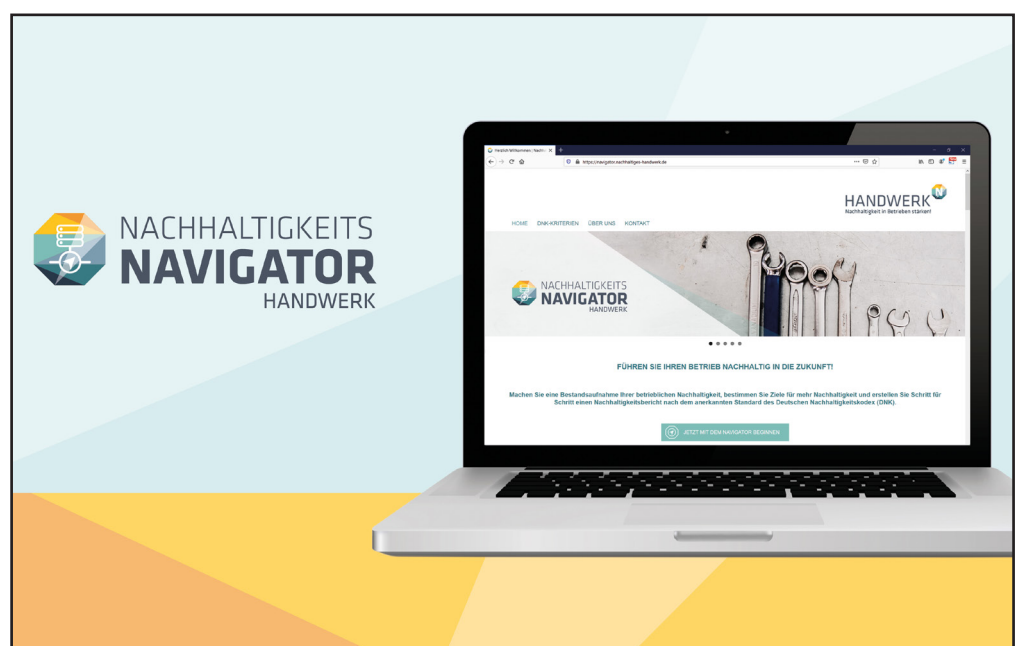 NACHHALTIGKEITS
NAVIGATOR
HANDWERK
Herzlich Willkommen | Navi
https://navigator.nachhaltiges-handwerk.de
HANDWERK N
Nachhaltigkeit in Betrieben stärken!
HOME DNK-KRITERIEN ÜBER UNS KONTAKT
NACHHALTIGKEITS
NAVIGATOR
HANDWERK
FÜHREN SIE IHREN BETRIEB NACHHALTIG IN DIE ZUKUNFT!
Machen Sie eine Bestandsaufnahme Ihrer betrieblichen Nachhaltigkeit, bestimmen Sie Ziele für mehr Nachhaltigkeit und erstellen Sie Schritt für
Schritt einen Nachhaltigkeitsbericht nach dem anerkannten Standard des Deutschen Nachhaltigkeitskodex (DNK).
JETZT MIT DEM NAVIGATOR BEGINNEN